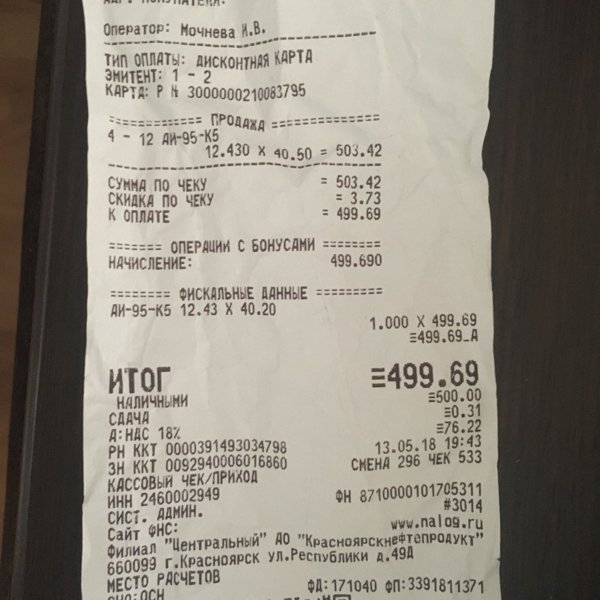 Оператор: Мочнева И.В.
ТИП ОПЛАТЫ: ДИСКОНТНАЯ КАРТА
ЭМИТЕНТ: 1 - 2
КАРТА: Р № 3000000210083795
============ ПРОДАЖА ==============
4 - 12 АИ-95-К5
12.430 X 40.50 = 503.42
СУММА ПО ЧЕКУ = 503.42
СКИДКА ПО ЧЕКУ = 3.73
К ОПЛАТЕ = 499.69
======= ОПЕРАЦИИ С БОНУСАМИ ========
НАЧИСЛЕНИЕ: 499.690
======== ФИСКАЛЬНЫЕ ДАННЫЕ =========
АИ-95-К5 12.43 X 40.20
1.000 X 499.69
≡499.69_А
ИТОГ ≡499.69
НАЛИЧНЫМИ ≡500.00
СДАЧА ≡0.31
А:НДС 18% ≡76.22
РН ККТ 0000391493034798 13.05.18 19:43
ЗН ККТ 0092940006016860 СМЕНА 296 ЧЕК 533
КАССОВЫЙ ЧЕК/ПРИХОД
ИНН 2460002949 ФН 8710000101705311
СИСТ. АДМИН. #3014
Сайт ФНС: www.nalog.ru
Филиал "Центральный" АО "Красноярскнефтепродукт"
660099 г.Красноярск ул.Республики д.49Д
МЕСТО РАСЧЕТОВ
ФД:171040 ФП:3391811371
СНО:ОСН